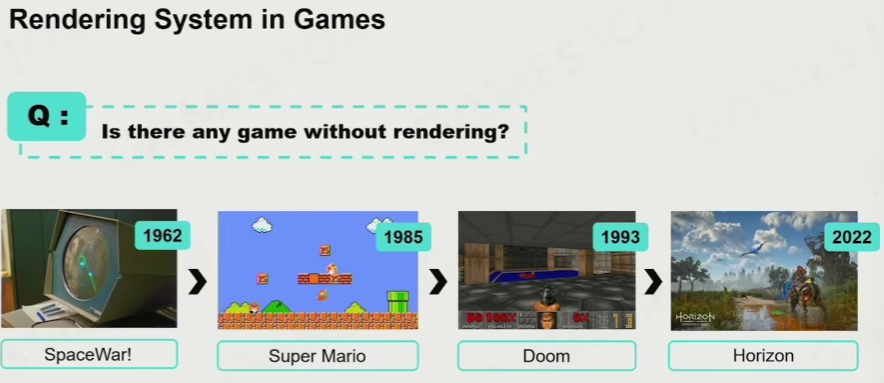 Rendering System in Games
Q :
Is there any game without rendering?
1962
1985
1993
2022
HORIZON
SpaceWar!
Super Mario
Doom
Horizon